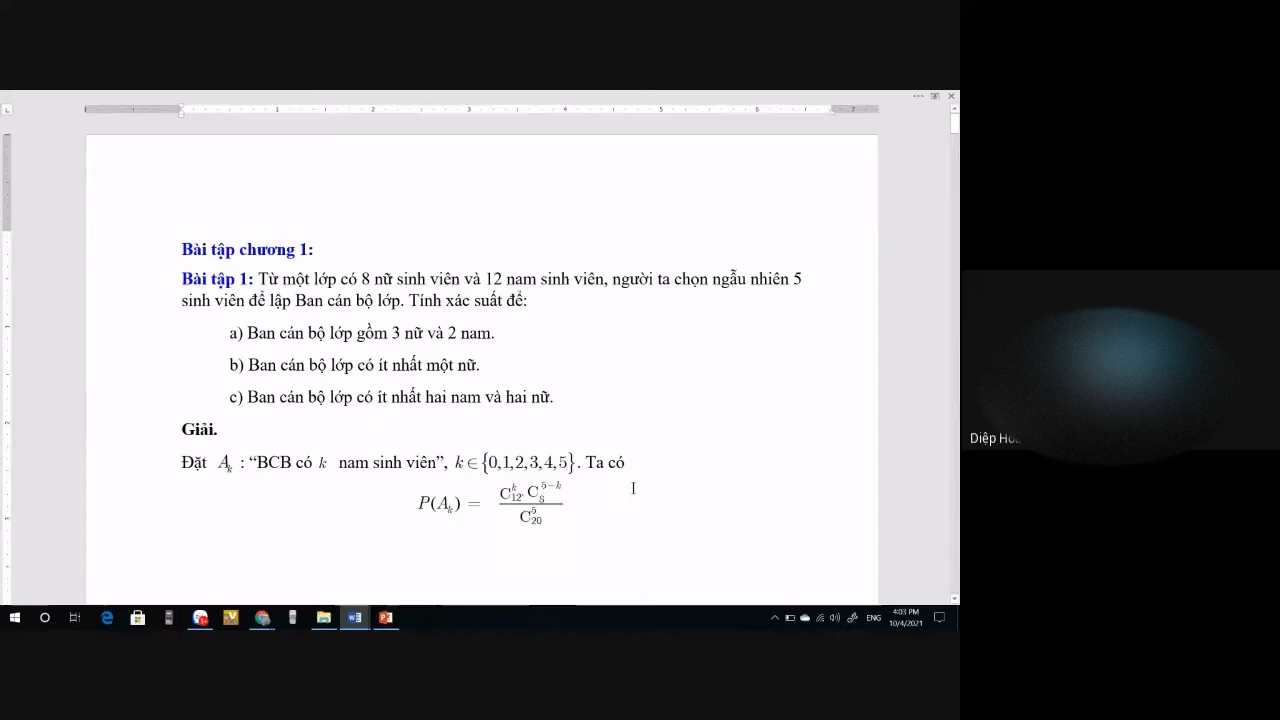 Bài tập chương 1:
Bài tập 1: Từ một lớp có 8 nữ sinh viên và 12 nam sinh viên, người ta chọn ngẫu nhiên 5
sinh viên để lập Ban cán bộ lớp. Tính xác suất để:
a) Ban cán bộ lớp gồm 3 nữ và 2 nam.
b) Ban cán bộ lớp có ít nhất một nữ.
c) Ban cán bộ lớp có ít nhất hai nam và hai nữ.
Giải.
Đặt A_k : “BCB có k nam sinh viên”, k ∈ {0,1,2,3,4,5}. Ta có
P(A_k) = C_12^k . C_8^{5-k} / C_20^5
Diệp
ENG
4:03 PM
10/4/2021